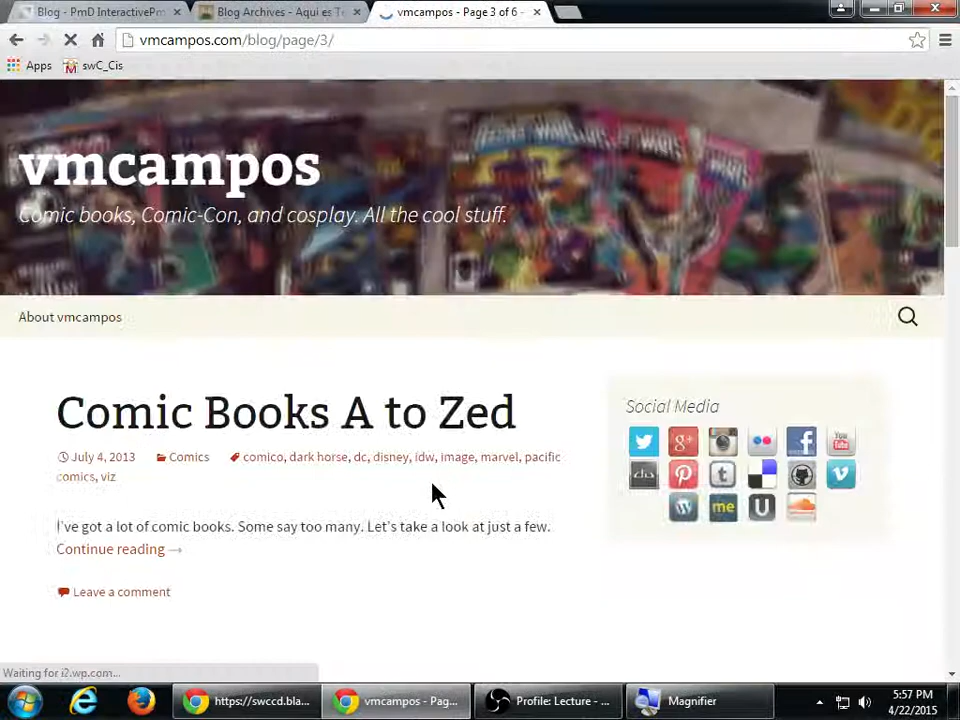 Blog - PmD InteractivePm
Blog Archives - Aqui es T
vmcampos - Page 3 of 6 -
vmcampos.com/blog/page/3/
Apps
swC_Cis
vmcampos
Comic books, Comic-Con, and cosplay. All the cool stuff.
About vmcampos
Comic Books A to Zed
Social Media
July 4, 2013 Comics comico, dark horse, dc, disney, idw, image, marvel, pacific
comics, viz
I've got a lot of comic books. Some say too many. Let's take a look at just a few.
Continue reading →
Leave a comment
Waiting for i2.wp.com...
https://swccd.bla...
vmcampos - Pag...
Profile: Lecture - ...
Magnifier
5:57 PM
4/22/2015